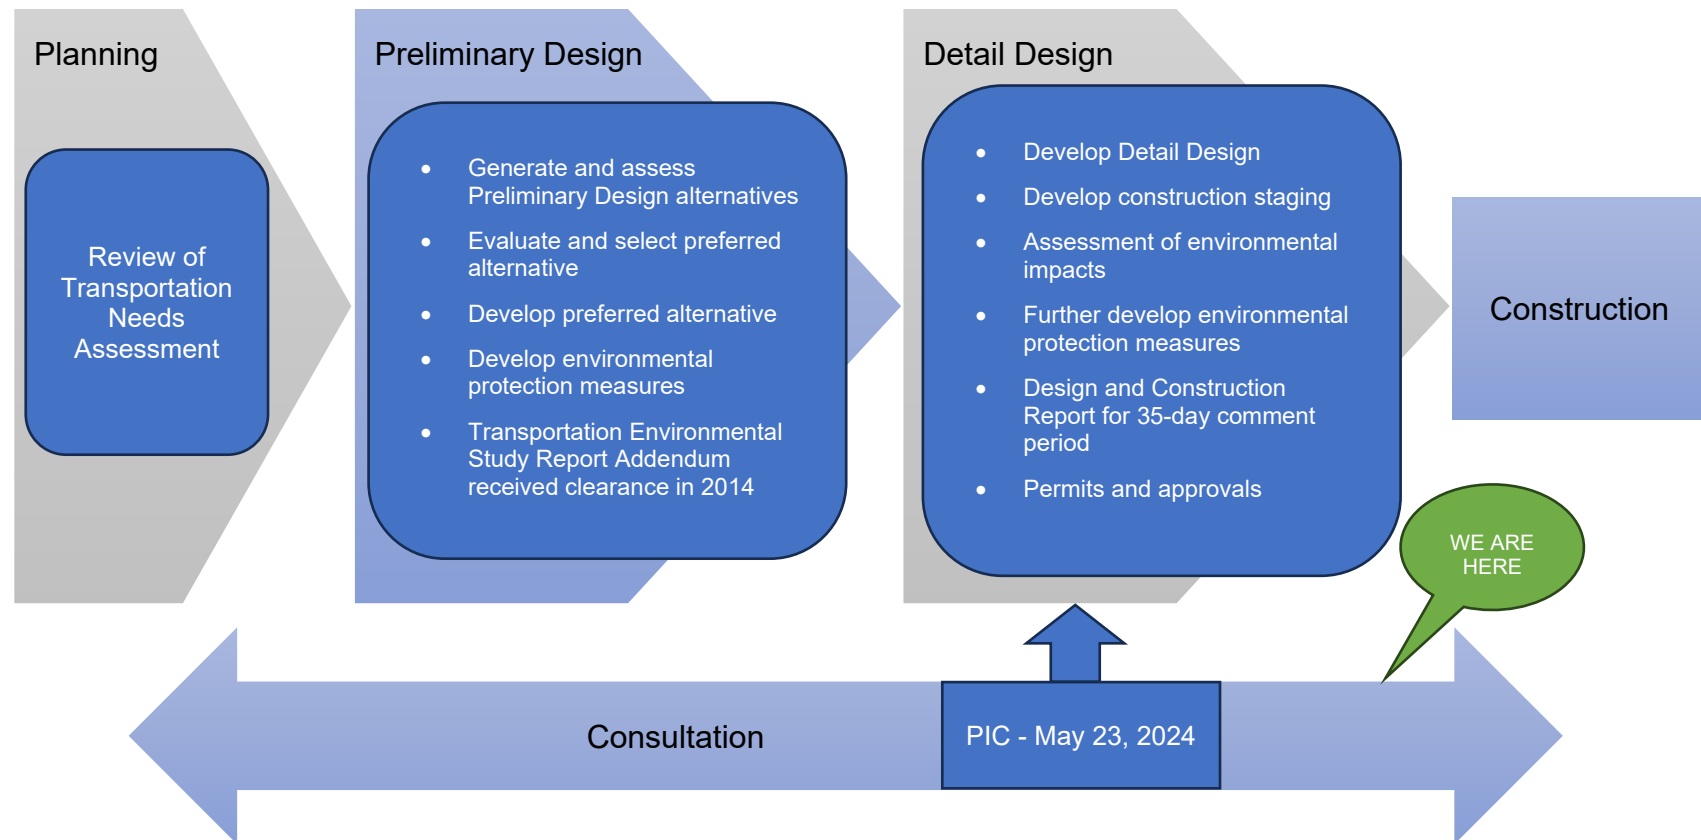 Planning
Review of
Transportation
Needs
Assessment
Preliminary Design
• Generate and assess
Preliminary Design alternatives
• Evaluate and select preferred
alternative
• Develop preferred alternative
• Develop environmental
protection measures
• Transportation Environmental
Study Report Addendum
received clearance in 2014
Detail Design
• Develop Detail Design
• Develop construction staging
• Assessment of environmental
impacts
• Further develop environmental
protection measures
• Design and Construction
Report for 35-day comment
period
• Permits and approvals
Construction
WE ARE
HERE
Consultation
PIC - May 23, 2024